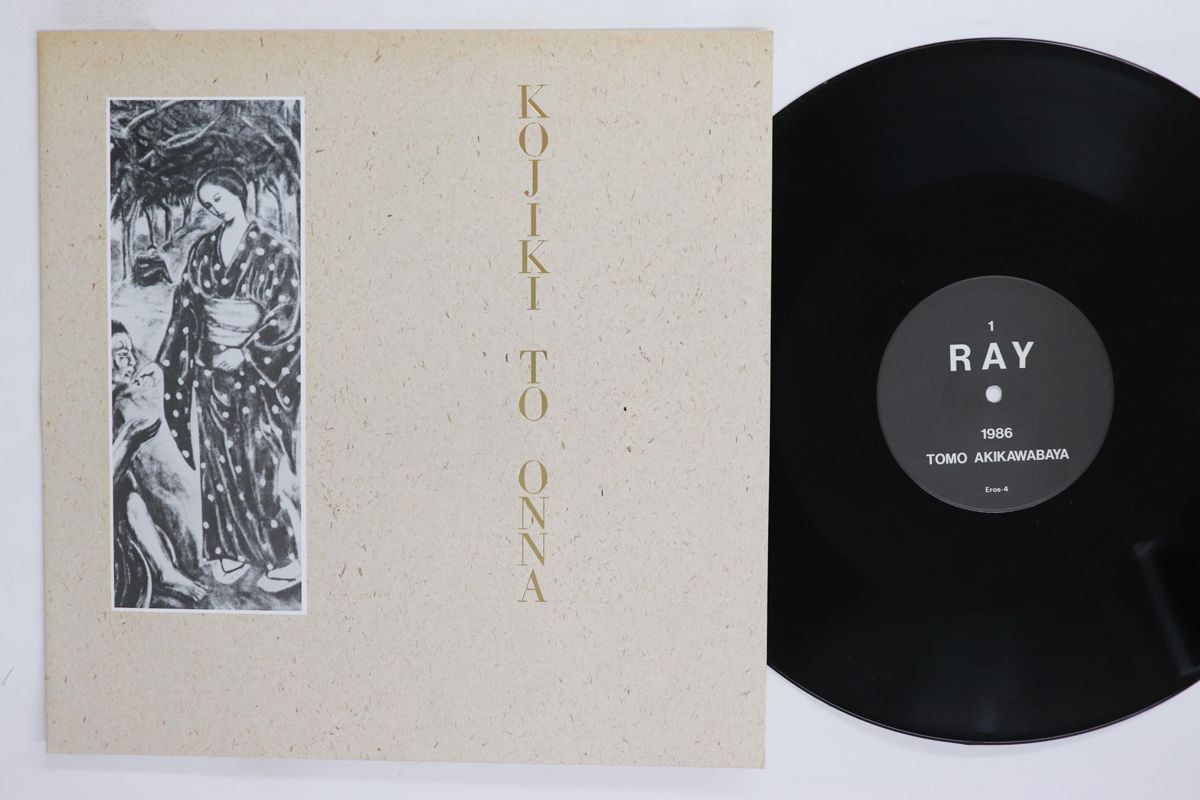 KOJIKI TO ONNA
1
RAY
1986
TOMO AKIKAWABAYA
Eros-4